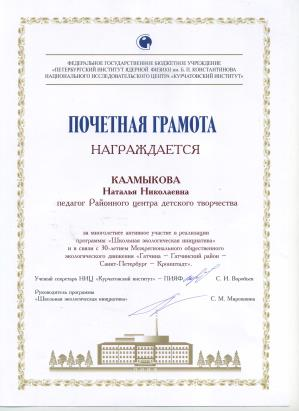 ФЕДЕРАЛЬНОЕ ГОСУДАРСТВЕННОЕ БЮДЖЕТНОЕ УЧРЕЖДЕНИЕ
«ПЕТЕРБУРГСКИЙ ИНСТИТУТ ЯДЕРНОЙ ФИЗИКИ им. Б. П. КОНСТАНТИНОВА
НАЦИОНАЛЬНОГО ИССЛЕДОВАТЕЛЬСКОГО ЦЕНТРА «КУРЧАТОВСКИЙ ИНСТИТУТ»
ПОЧЕТНАЯ ГРАМОТА
НАГРАЖДАЕТСЯ
КАЛМЫКОВА
Наталья Николаевна
педагог Районного центра детского творчества
за многолетнее активное участие в реализации
программы «Школьная экологическая инициатива»
и в связи с 30-летием Межрегионального общественного
экологического движения «Гатчина – Гатчинский район –
Санкт-Петербург – Кронштадт».
Ученый секретарь НИЦ «Курчатовский институт» – ПИЯФ С. И. Воробьев
Руководитель программы
«Школьная экологическая инициатива» С. М. Мирошкина